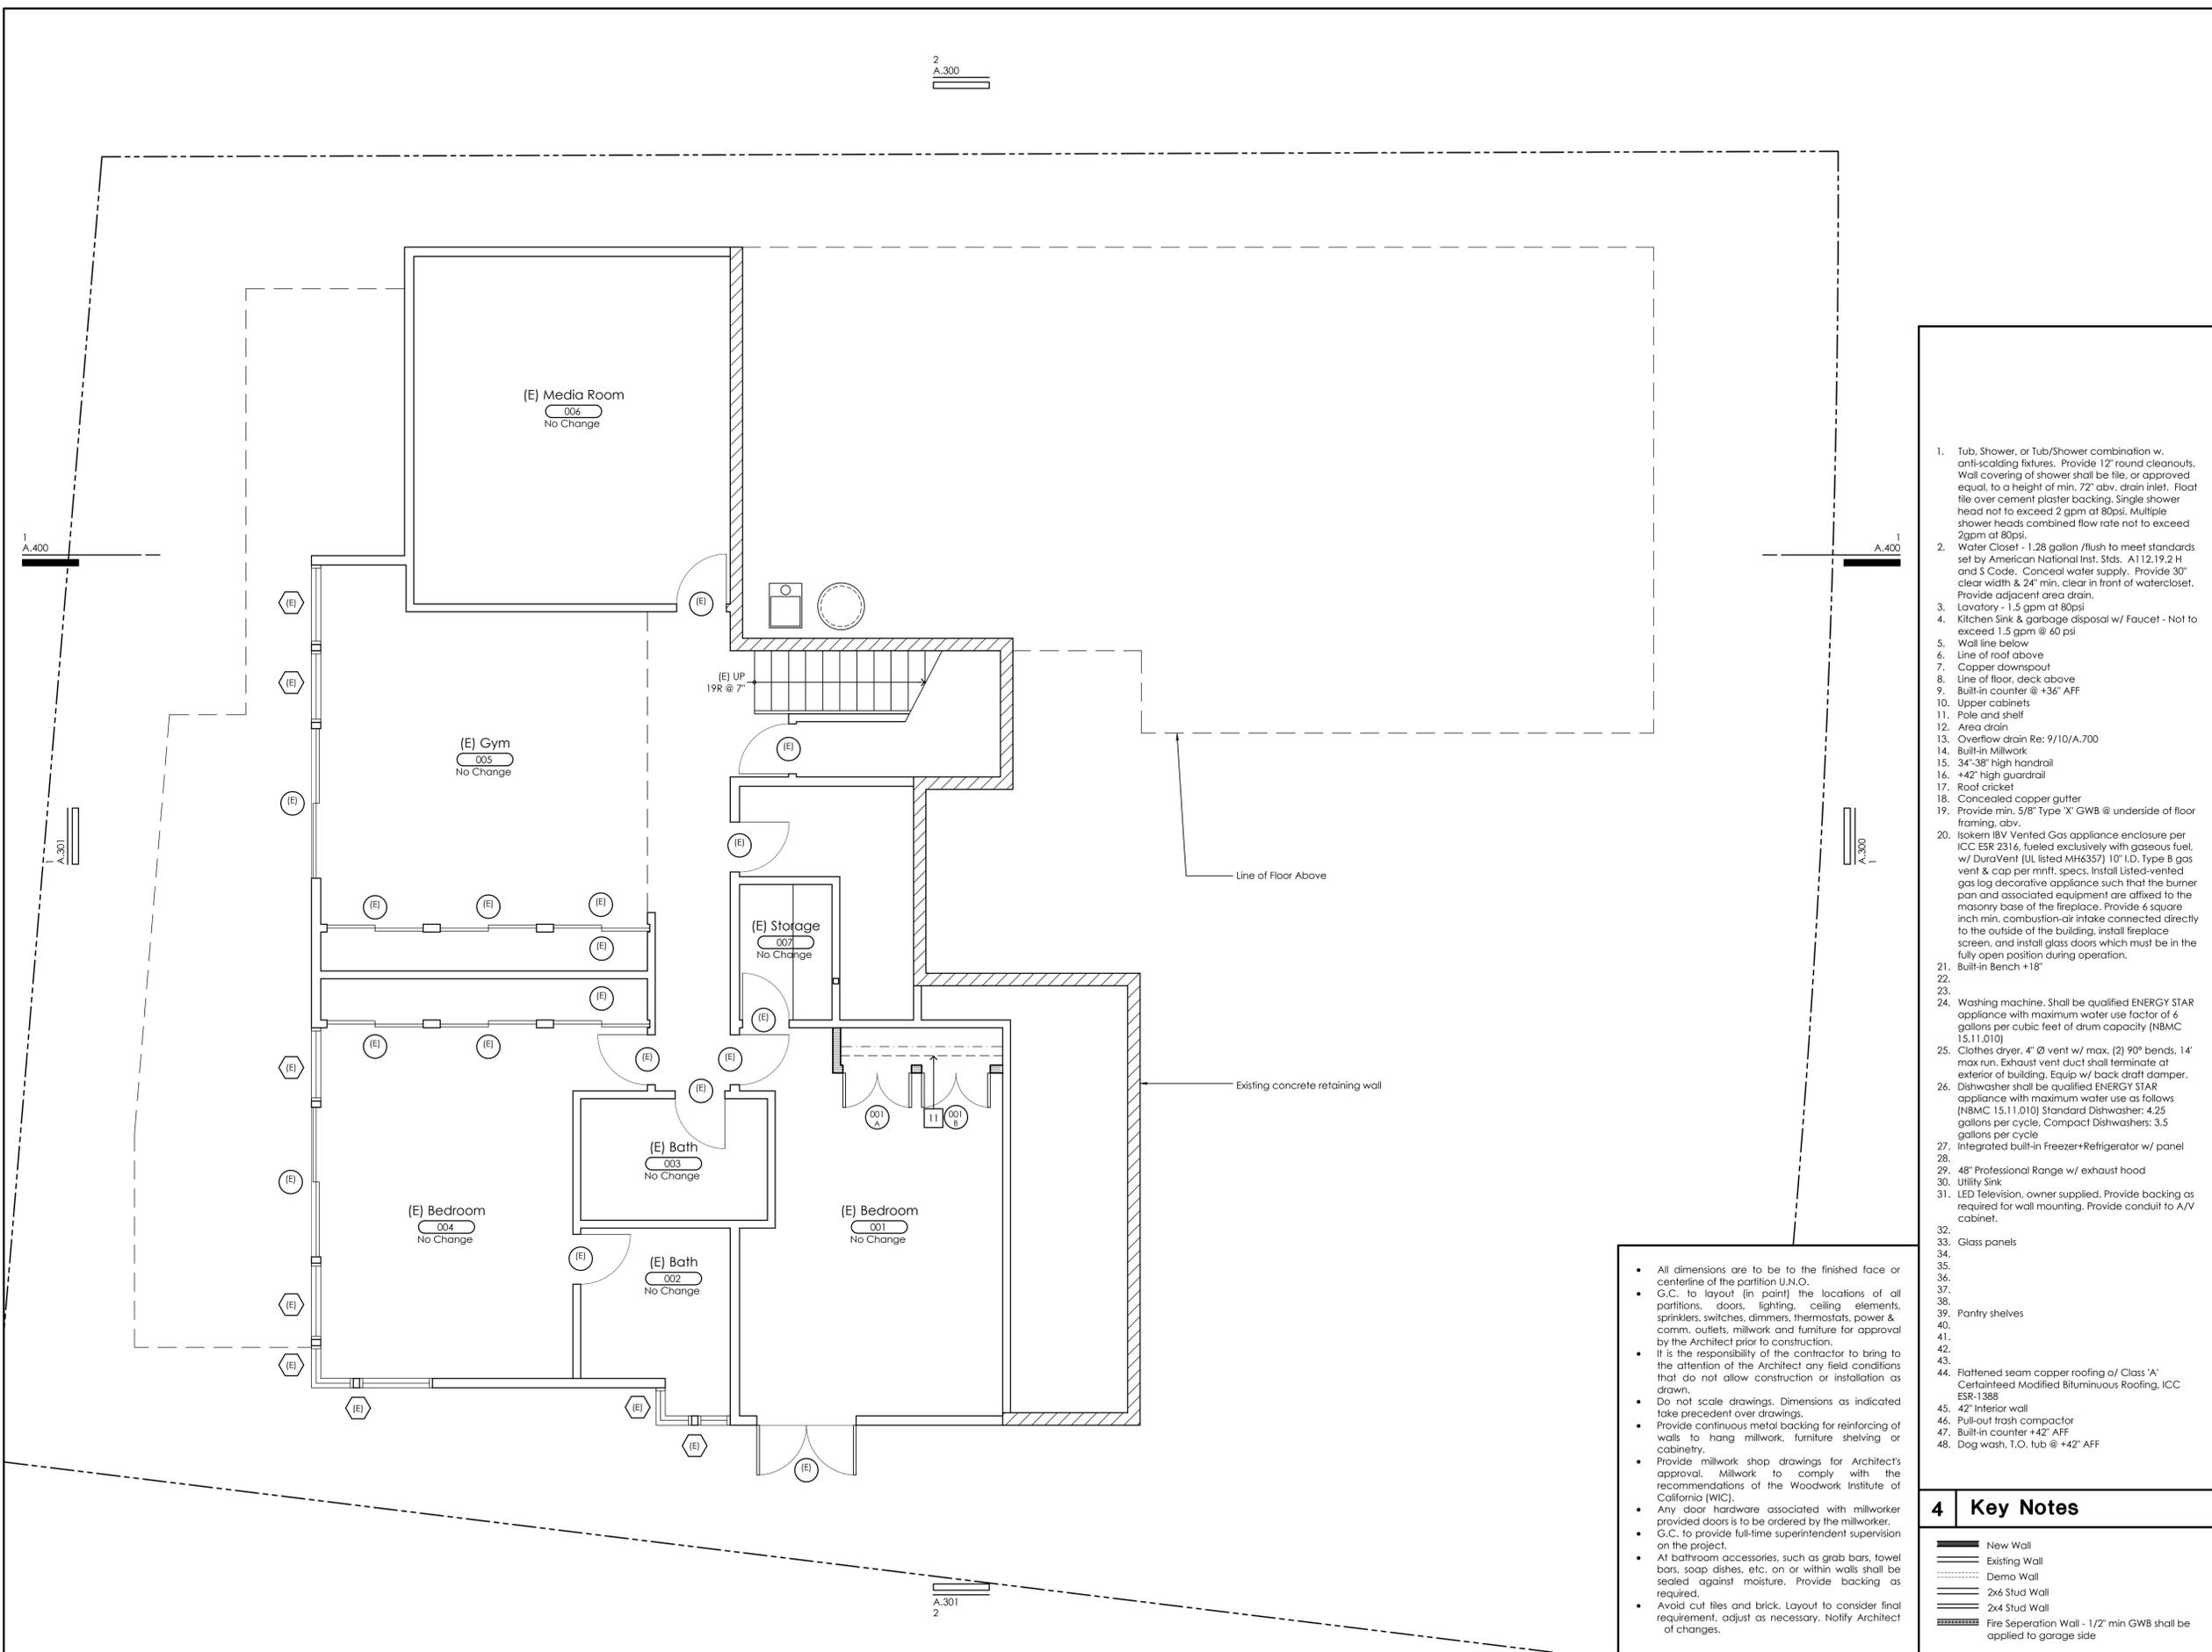 2
A.300
1
A.400
1
A.400
(E) Media Room
006
No Change
(E)
(E)
(E)
(E) UP
19R @ 7"
(E)
(E) Gym
005
No Change
(E)
(E)
1
A.301
A.300
1
Line of Floor Above
(E)
(E)
(E)
(E) Storage
007
No Change
(E)
(E)
(E)
(E)
(E)
(E)
(E)
(E)
(E)
(E)
Existing concrete retaining wall
001
A
11
001
B
(E) Bath
003
No Change
(E)
(E) Bedroom
004
No Change
(E) Bedroom
001
No Change
(E)
(E) Bath
002
No Change
(E)
(E)
(E)
(E)
(E)
(E)
A.301
2
• All dimensions are to be to the finished face or
centerline of the partition U.N.O.
• G.C. to layout (in paint) the locations of all
partitions, doors, lighting, ceiling elements,
sprinklers, switches, dimmers, thermostats, power &
comm. outlets, millwork and furniture for approval
by the Architect prior to construction.
• It is the responsibility of the contractor to bring to
the attention of the Architect any field conditions
that do not allow construction or installation as
drawn.
• Do not scale drawings. Dimensions as indicated
take precedent over drawings.
• Provide continuous metal backing for reinforcing of
walls to hang millwork, furniture shelving or
cabinetry.
• Provide millwork shop drawings for Architect's
approval. Millwork to comply with the
recommendations of the Woodwork Institute of
California (WIC).
• Any door hardware associated with millworker
provided doors is to be ordered by the millworker.
• G.C. to provide full-time superintendent supervision
on the project.
• At bathroom accessories, such as grab bars, towel
bars, soap dishes, etc. on or within walls shall be
sealed against moisture. Provide backing as
required.
• Avoid cut tiles and brick. Layout to consider final
requirement, adjust as necessary. Notify Architect
of changes.
1. Tub, Shower, or Tub/Shower combination w.
anti-scalding fixtures. Provide 12" round cleanouts.
Wall covering of shower shall be tile, or approved
equal, to a height of min. 72" abv. drain inlet. Float
tile over cement plaster backing. Single shower
head not to exceed 2 gpm at 80psi. Multiple
shower heads combined flow rate not to exceed
2gpm at 80psi.
2. Water Closet - 1.28 gallon /flush to meet standards
set by American National Inst. Stds. A112.19.2 H
and S Code. Conceal water supply. Provide 30"
clear width & 24" min. clear in front of watercloset.
Provide adjacent area drain.
3. Lavatory - 1.5 gpm at 80psi
4. Kitchen Sink & garbage disposal w/ Faucet - Not to
exceed 1.5 gpm @ 60 psi
5. Wall line below
6. Line of roof above
7. Copper downspout
8. Line of floor, deck above
9. Built-in counter @ +36" AFF
10. Upper cabinets
11. Pole and shelf
12. Area drain
13. Overflow drain Re: 9/10/A.700
14. Built-in Millwork
15. 34"-38" high handrail
16. +42" high guardrail
17. Roof cricket
18. Concealed copper gutter
19. Provide min. 5/8" Type 'X' GWB @ underside of floor
framing, abv.
20. Isokern IBV Vented Gas appliance enclosure per
ICC ESR 2316, fueled exclusively with gaseous fuel,
w/ DuraVent (UL listed MH6357) 10" I.D. Type B gas
vent & cap per mnft. specs. Install Listed-vented
gas log decorative appliance such that the burner
pan and associated equipment are affixed to the
masonry base of the fireplace. Provide 6 square
inch min. combustion-air intake connected directly
to the outside of the building, install fireplace
screen, and install glass doors which must be in the
fully open position during operation.
21. Built-in Bench +18"
22.
23.
24. Washing machine. Shall be qualified ENERGY STAR
appliance with maximum water use factor of 6
gallons per cubic feet of drum capacity (NBMC
15.11.010)
25. Clothes dryer. 4" Ø vent w/ max. (2) 90° bends, 14'
max run. Exhaust vent duct shall terminate at
exterior of building. Equip w/ back draft damper.
26. Dishwasher shall be qualified ENERGY STAR
appliance with maximum water use as follows
(NBMC 15.11.010) Standard Dishwasher: 4.25
gallons per cycle, Compact Dishwashers: 3.5
gallons per cycle
27. Integrated built-in Freezer+Refrigerator w/ panel
28.
29. 48" Professional Range w/ exhaust hood
30. Utility Sink
31. LED Television, owner supplied. Provide backing as
required for wall mounting. Provide conduit to A/V
cabinet.
32.
33. Glass panels
34.
35.
36.
37.
38.
39. Pantry shelves
40.
41.
42.
43.
44. Flattened seam copper roofing o/ Class 'A'
Certainteed Modified Bituminuous Roofing, ICC
ESR-1388
45. 42" Interior wall
46. Pull-out trash compactor
47. Built-in counter +42" AFF
48. Dog wash, T.O. tub @ +42" AFF
4 Key Notes
New Wall
Existing Wall
Demo Wall
2x6 Stud Wall
2x4 Stud Wall
Fire Seperation Wall - 1/2" min GWB shall be
applied to garage side